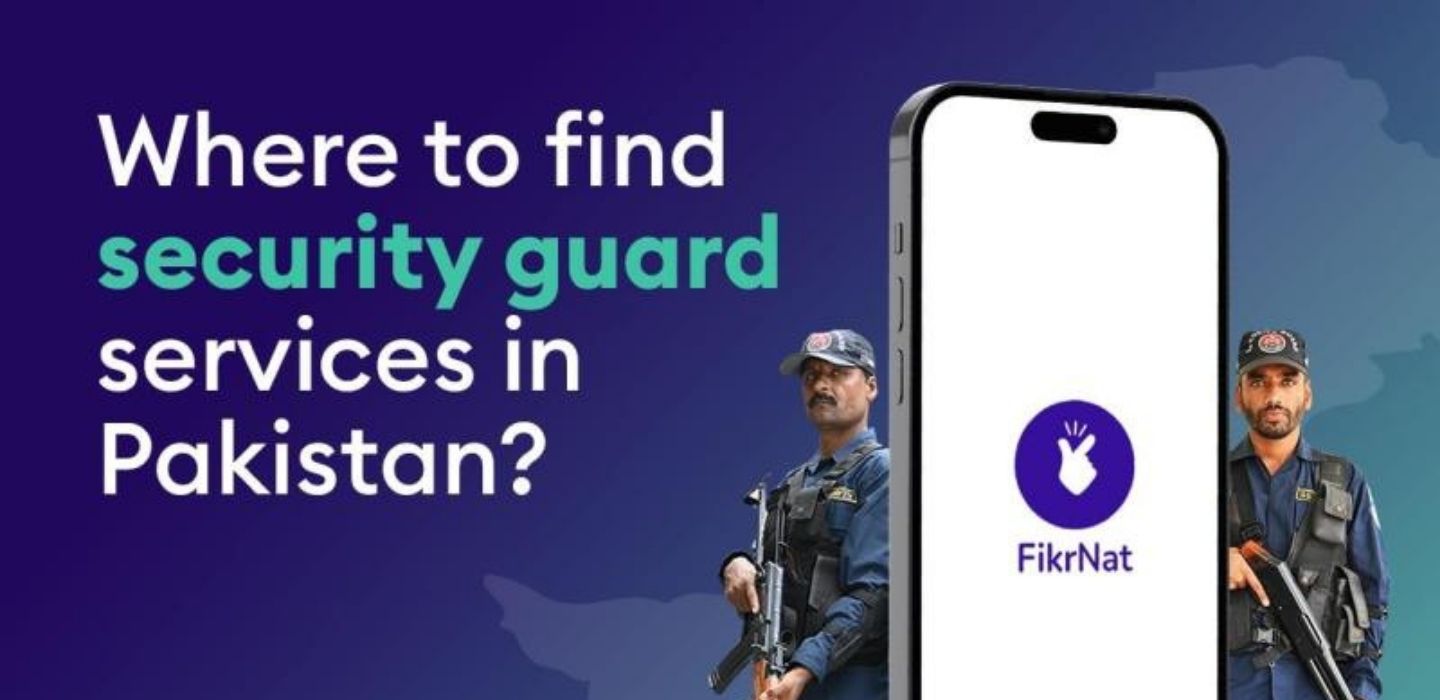 Where to find
security guard
services in
Pakistan?
FikrNat